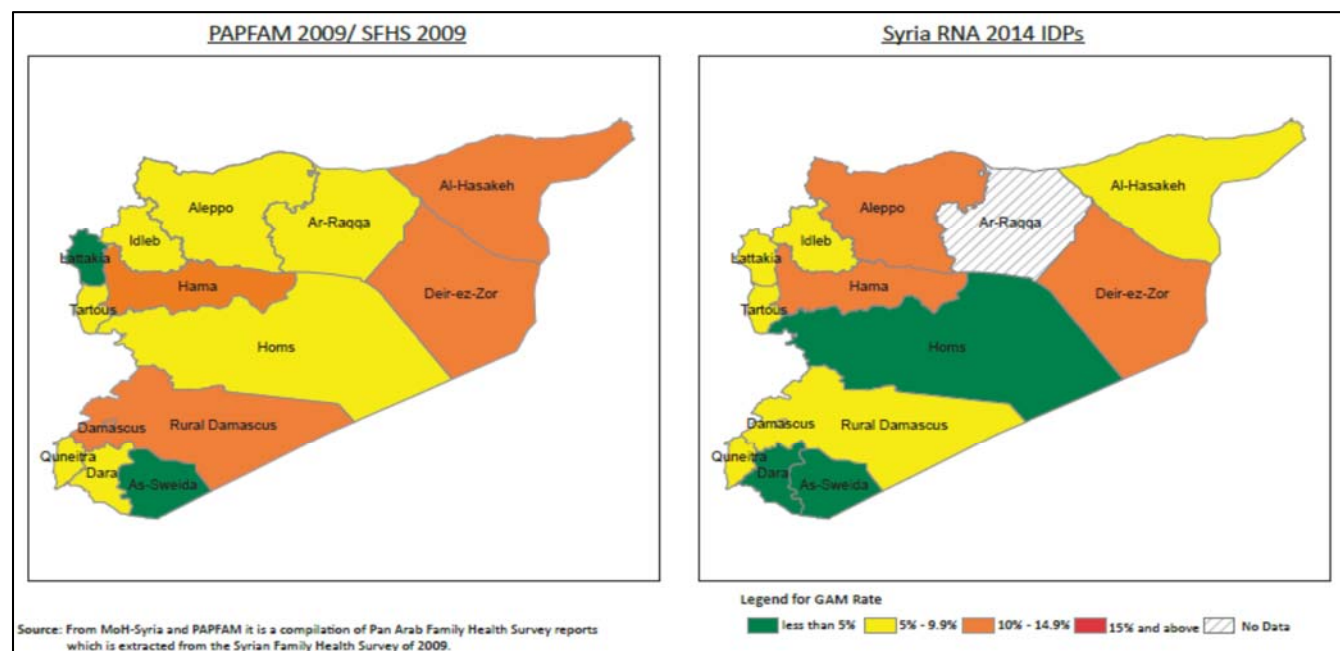 PAPFAM 2009/ SFHS 2009
Al-Hasakeh
Aleppo
Ar-Raqqa
Idleb
Lattakia
Hama
Deir-ez-Zor
Tartous
Homs
Damascus
Rural Damascus
Quneitra
Dara
As-Sweida
Syria RNA 2014 IDPs
Al-Hasakeh
Aleppo
Ar-Raqqa
Idleb
Lattakia
Hama
Deir-ez-Zor
Tartous
Homs
Damascus
Rural Damascus
Quneitra
Dara
As-Sweida
Legend for GAM Rate
less than 5% 5% - 9.9% 10% - 14.9% 15% and above No Data
Source: From MoH-Syria and PAPFAM it is a compilation of Pan Arab Family Health Survey reports
which is extracted from the Syrian Family Health Survey of 2009.